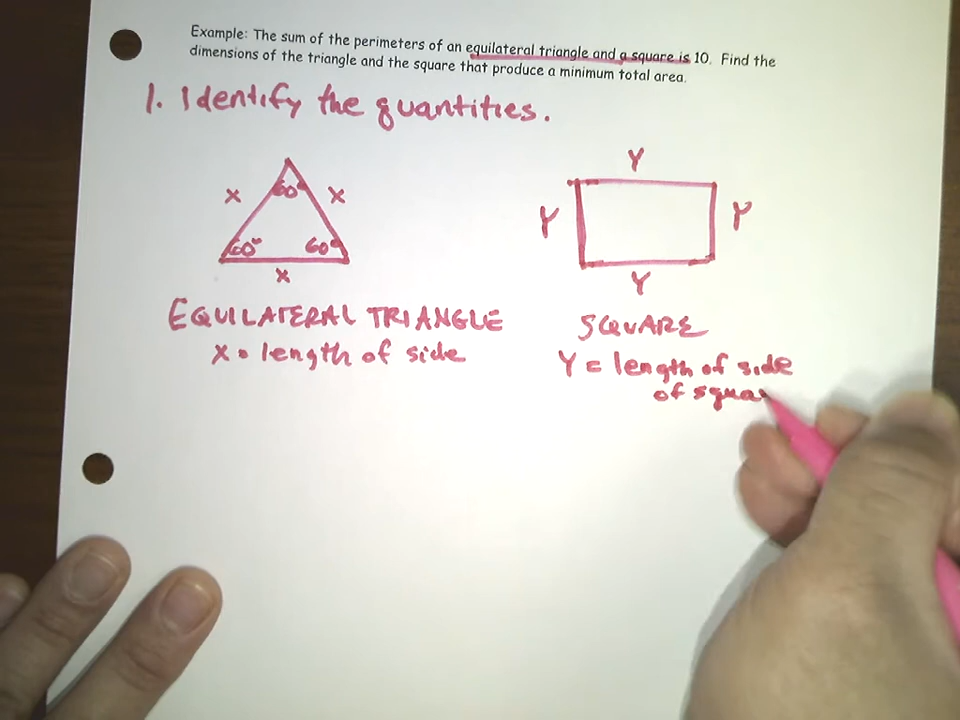 Example: The sum of the perimeters of an equilateral triangle and a square is 10. Find the
dimensions of the triangle and the square that produce a minimum total area.
1. Identify the quantities.
x
x
60°
60°
60°
x
EQUILATERAL TRIANGLE
x = length of side
Y
Y
Y
Y
SQUARE
Y = length of side
of squa